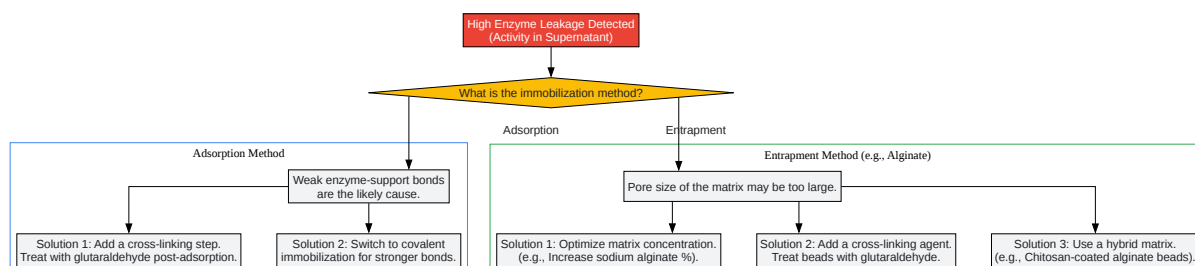 High Enzyme Leakage Detected
(Activity in Supernatant)
What is the immobilization method?
Adsorption
Entrapment
Adsorption Method
Weak enzyme-support bonds
are the likely cause.
Solution 1: Add a cross-linking step.
Treat with glutaraldehyde post-adsorption.
Solution 2: Switch to covalent
immobilization for stronger bonds.
Entrapment Method (e.g., Alginate)
Pore size of the matrix may be too large.
Solution 1: Optimize matrix concentration.
(e.g., Increase sodium alginate %).
Solution 2: Add a cross-linking agent.
Treat beads with glutaraldehyde.
Solution 3: Use a hybrid matrix.
(e.g., Chitosan-coated alginate beads).